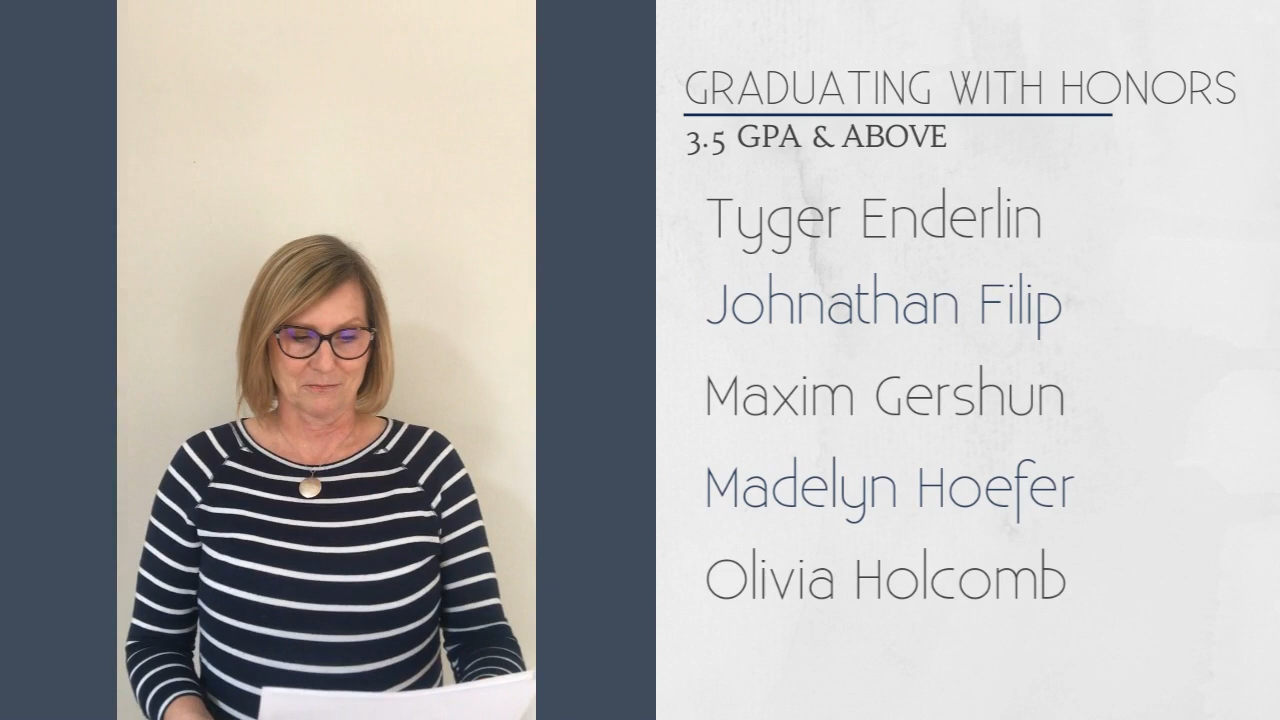 GRADUATING WITH HONORS
3.5 GPA & ABOVE
Tyger Enderlin
Johnathan Filip
Maxim Gershun
Madelyn Hoefer
Olivia Holcomb